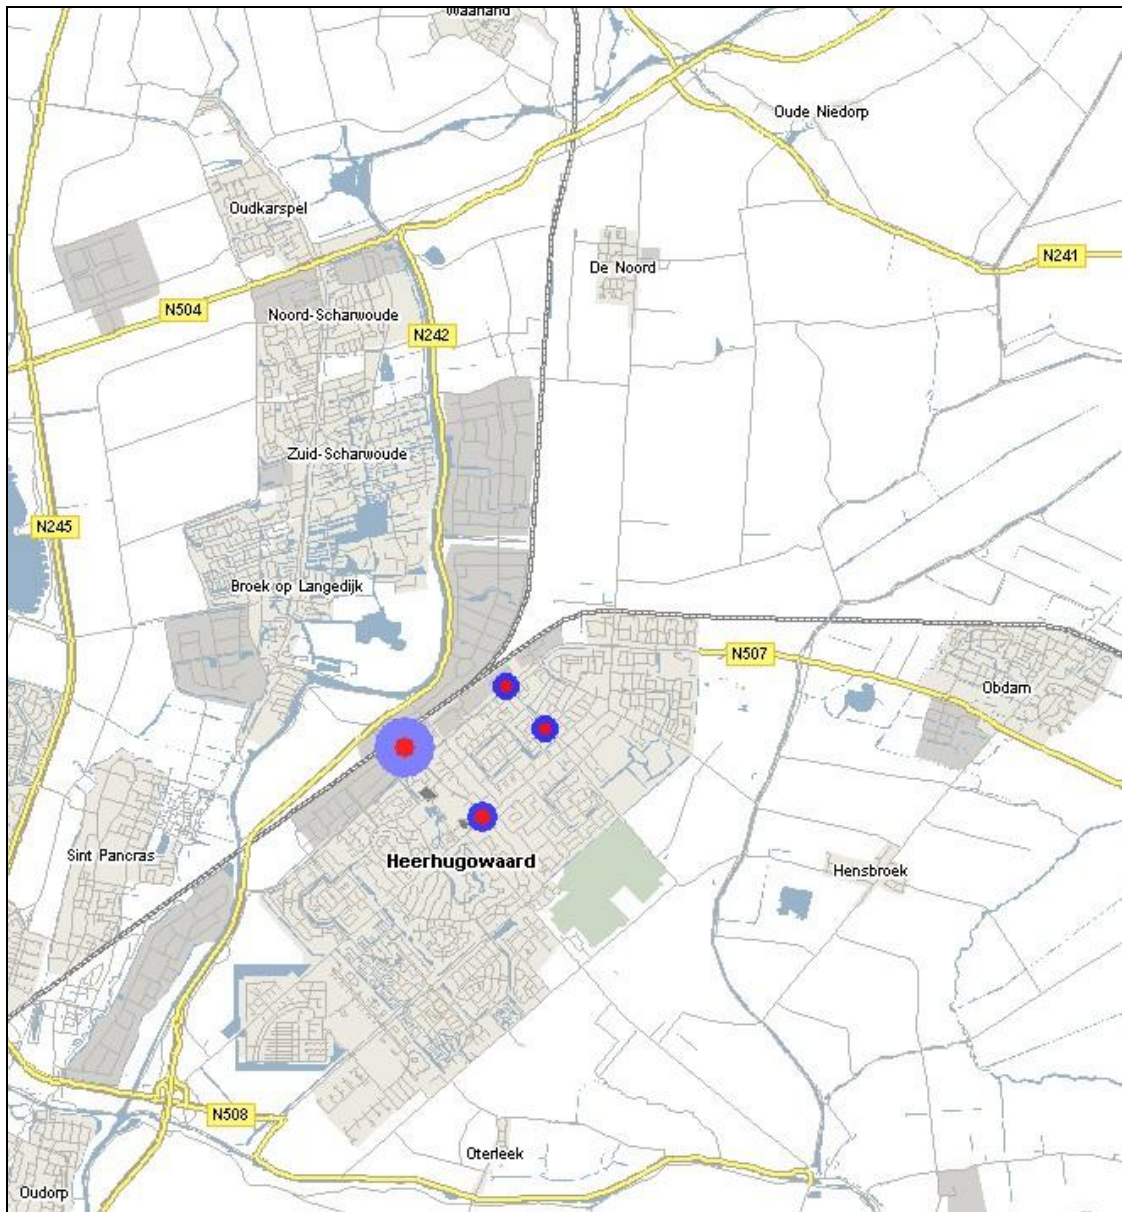 Waarland
Oude Niedorp
Oudkarspel
N241
De Noord
N504
Noord-Scharwoude
N242
Zuid-Scharwoude
N245
Broek op Langedijk
N507
Obdam
Sint Pancras
Heerhugowaard
Hensbroek
N508
Oterleek
Oudorp